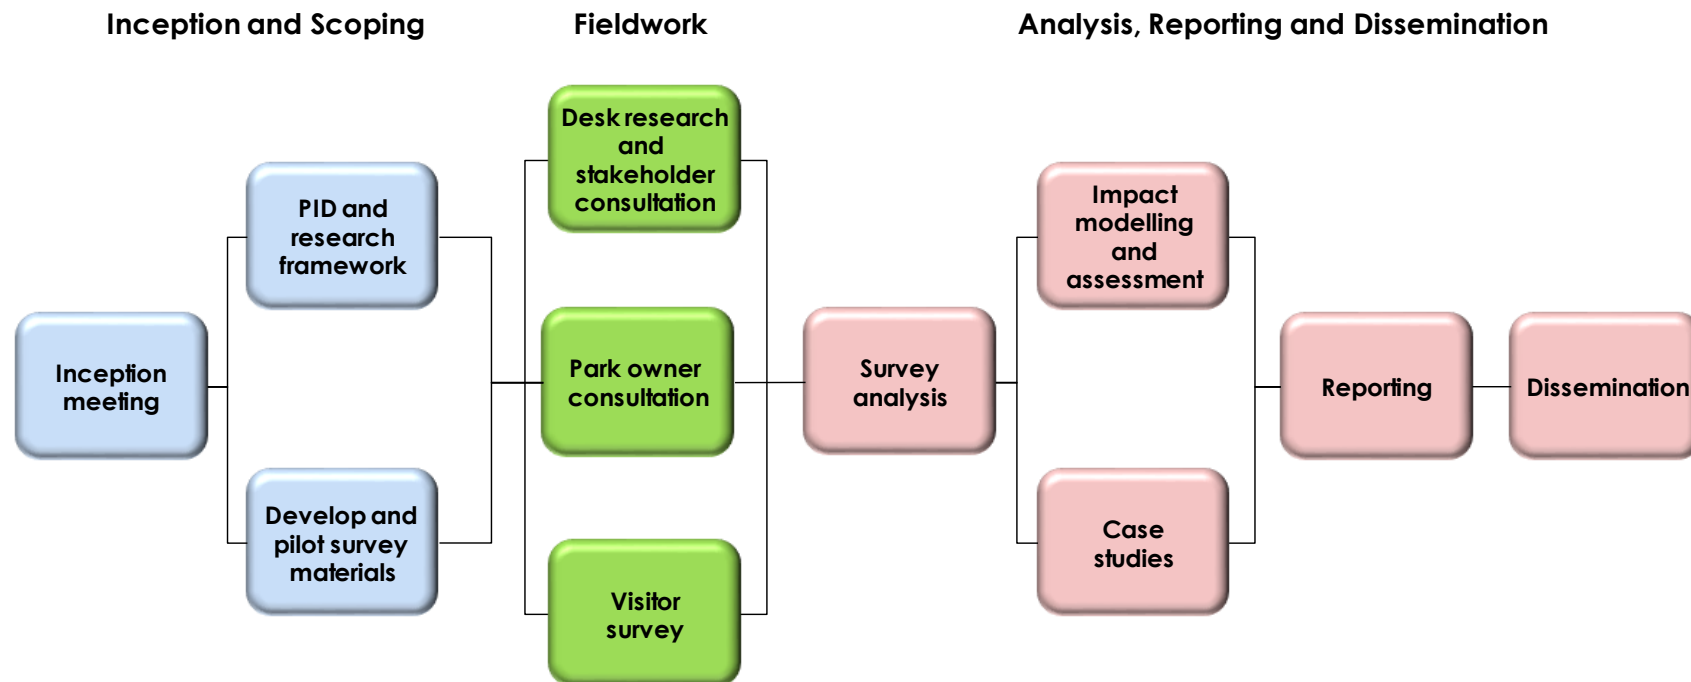 Inception and Scoping
Fieldwork
Analysis, Reporting and Dissemination
Inception
meeting
PID and
research
framework
Develop and
pilot survey
materials
Desk research
and
stakeholder
consultation
Park owner
consultation
Visitor
survey
Survey
analysis
Impact
modelling
and
assessment
Case
studies
Reporting
Dissemination